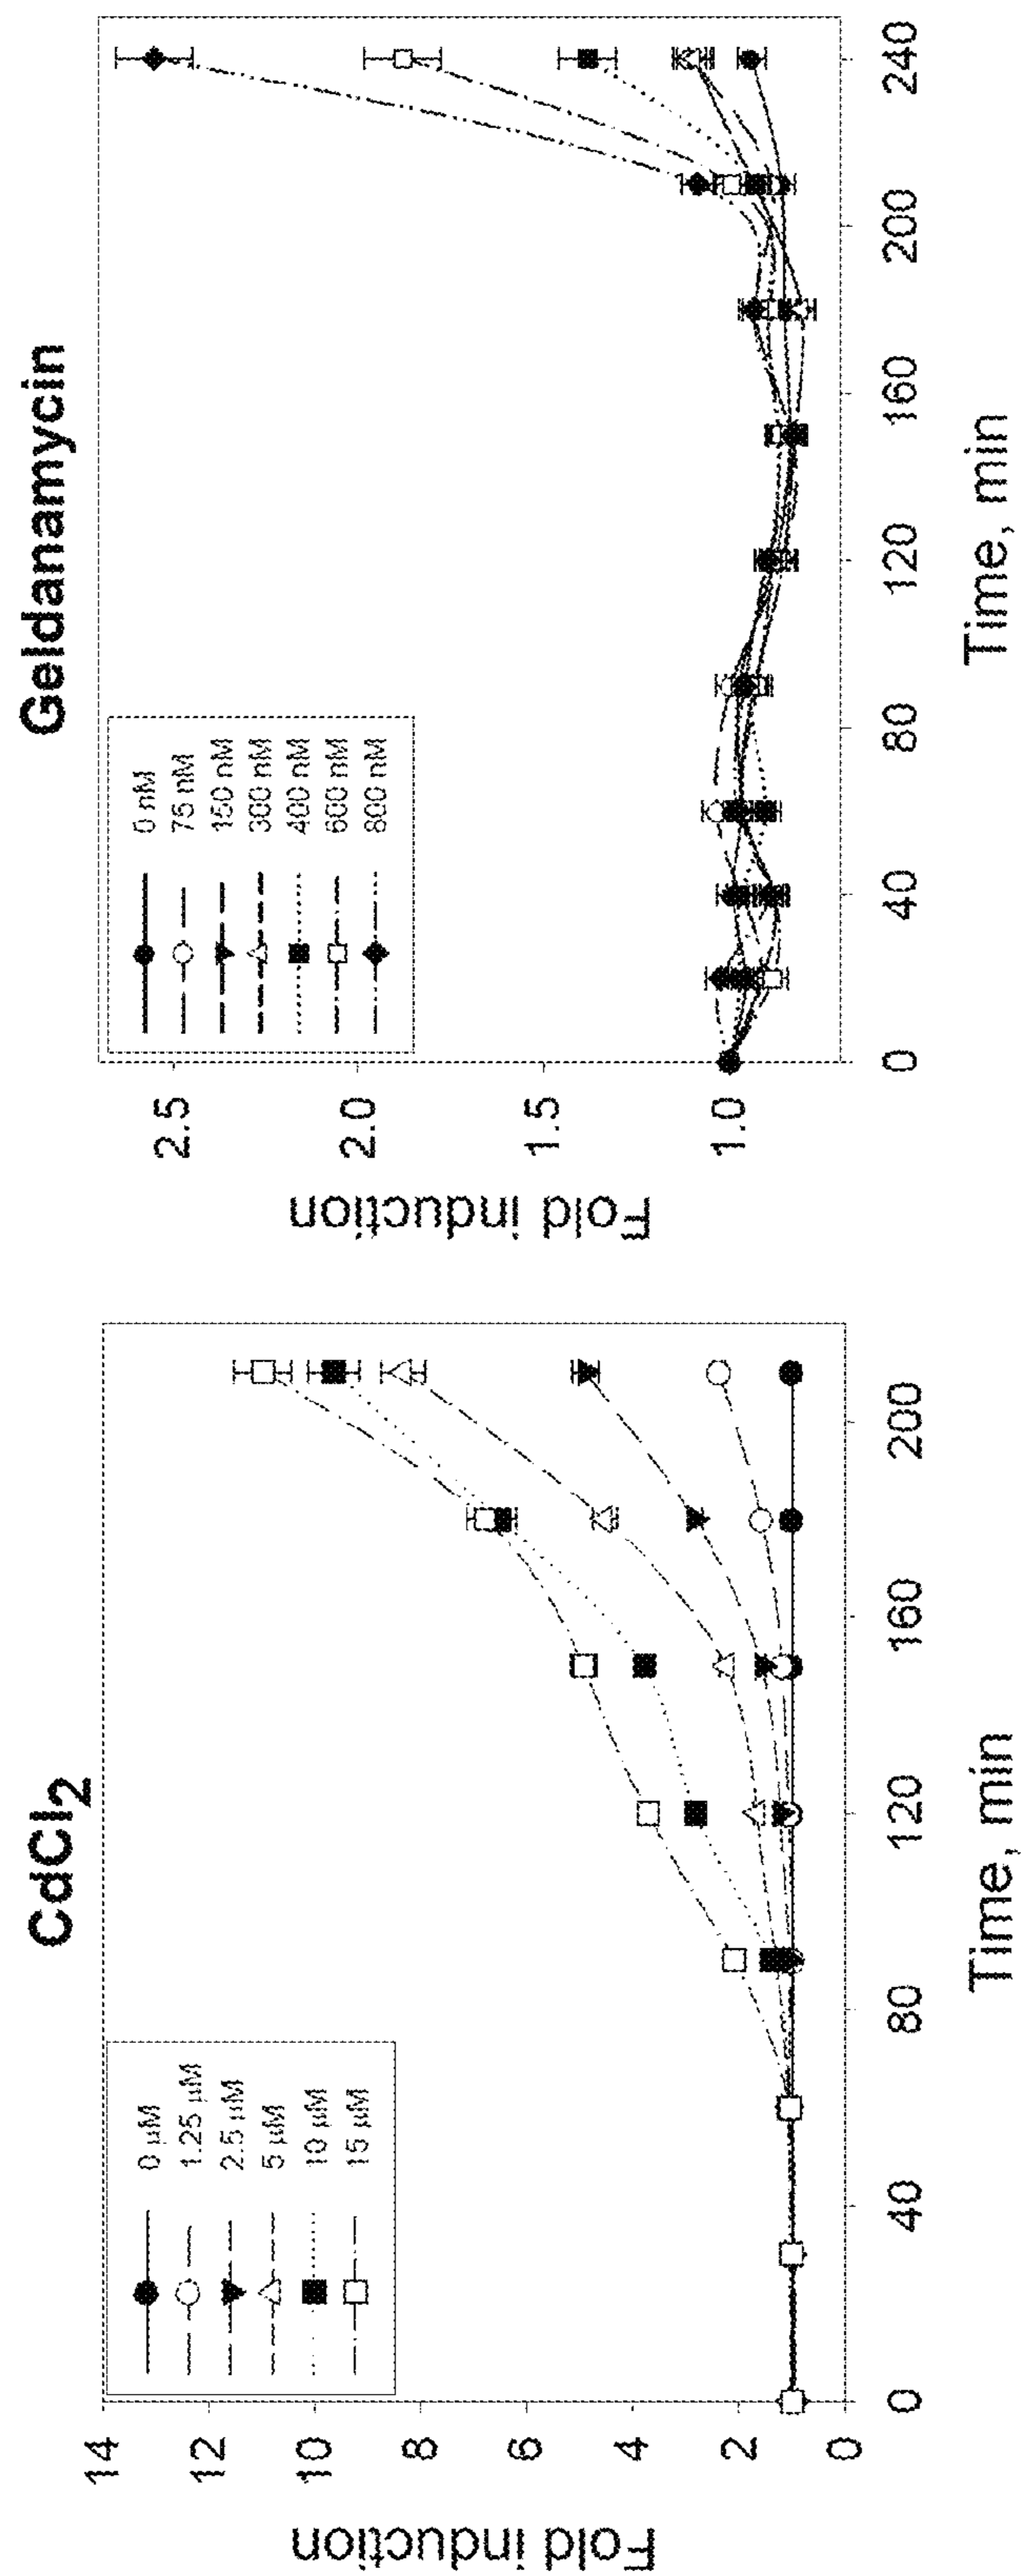 CdCl2
Fold induction
14
12
10
8
6
4
2
0
0 µM
1.25 µM
2.5 µM
5 µM
10 µM
15 µM
0 40 80 120 160 200
Time, min
Geldanamycin
Fold induction
2.5
2.0
1.5
1.0
0 nM
75 nM
150 nM
300 nM
400 nM
600 nM
800 nM
0 40 80 120 160 200 240
Time, min